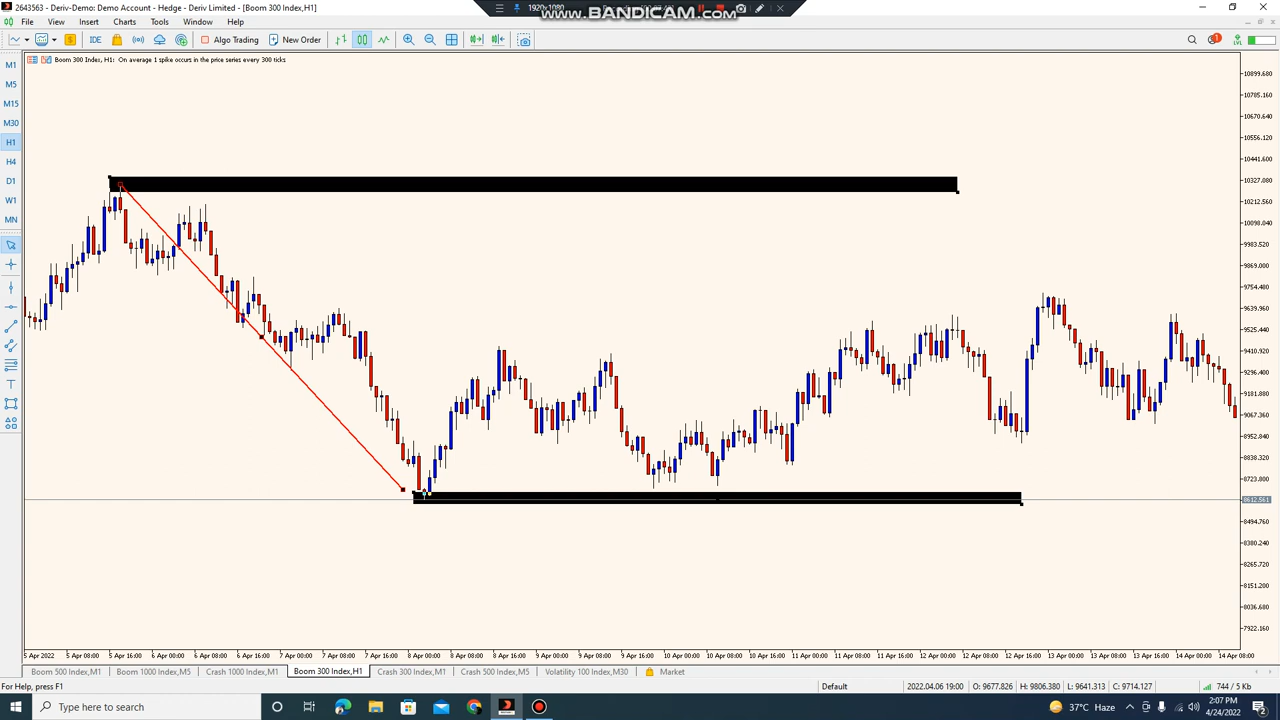 2643563 - Deriv-Demo: Demo Account - Hedge - Deriv Limited - [Boom 300 Index,H1]
1920x1080
www.BANDICAM.com
File View Insert Charts Tools Window Help
IDE Algo Trading New Order 1 LVL
M1
M5
M15
M30
H1
H4
D1
W1
MN
T
Boom 300 Index, H1: On average 1 spike occurs in the price series every 300 ticks
10899.680
10785.160
10670.640
10556.120
10441.600
10327.080
10212.560
10098.040
9983.520
9869.000
9754.480
9639.960
9525.440
9410.920
9296.400
9181.880
9067.360
8952.840
8838.320
8723.800
8612.561
8494.760
8380.240
8265.720
8151.200
8036.680
7922.160
5 Apr 2022 5 Apr 08:00 5 Apr 16:00 6 Apr 00:00 6 Apr 08:00 6 Apr 16:00 7 Apr 00:00 7 Apr 08:00 7 Apr 16:00 8 Apr 00:00 8 Apr 08:00 8 Apr 16:00 9 Apr 00:00 9 Apr 08:00 9 Apr 16:00 10 Apr 00:00 10 Apr 08:00 10 Apr 16:00 11 Apr 00:00 11 Apr 08:00 11 Apr 16:00 12 Apr 00:00 12 Apr 08:00 12 Apr 16:00 13 Apr 00:00 13 Apr 08:00 13 Apr 16:00 14 Apr 00:00 14 Apr 08:00
Boom 500 Index,M1 Boom 1000 Index,M5 Crash 1000 Index,M1 Boom 300 Index,H1 Crash 300 Index,M1 Crash 500 Index,M5 Volatility 100 Index,M30 Market
For Help, press F1 Default 2022.04.06 19:00 O: 9677.826 H: 9806.380 L: 9641.313 C: 9714.127 744 / 5 Kb
Type here to search 37°C Haze 2:07 PM
4/24/2022 2